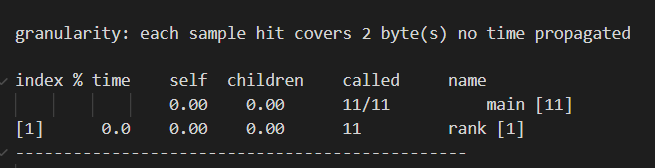 granularity: each sample hit covers 2 byte(s) no time propagated
index % time    self  children    called     name
                0.00    0.00      11/11          main [11]
[1]      0.0    0.00    0.00      11         rank [1]
-----------------------------------------------